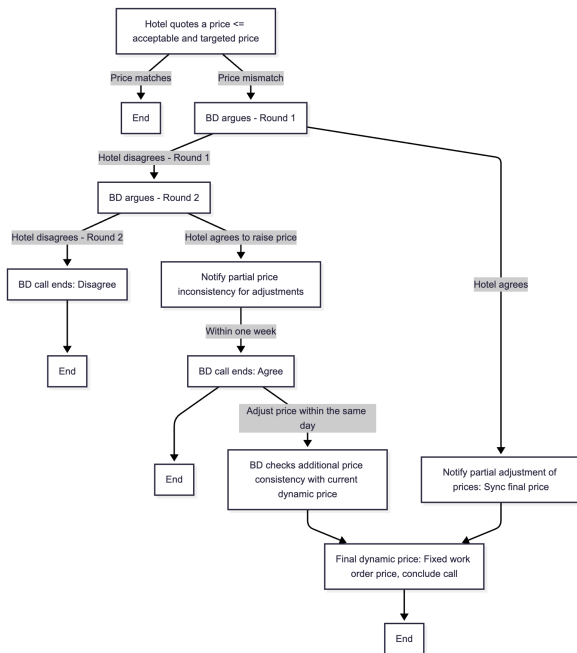 Hotel quotes a price <=
acceptable and targeted price
Price matches
Price mismatch
End
BD argues - Round 1
Hotel disagrees - Round 1
BD argues - Round 2
Hotel disagrees - Round 2
Hotel agrees to raise price
Hotel agrees
BD call ends: Disagree
Notify partial price
inconsistency for adjustments
Within one week
End
BD call ends: Agree
Adjust price within the same
day
End
BD checks additional price
consistency with current
dynamic price
Notify partial adjustment of
prices: Sync final price
Final dynamic price: Fixed work
order price, conclude call
End